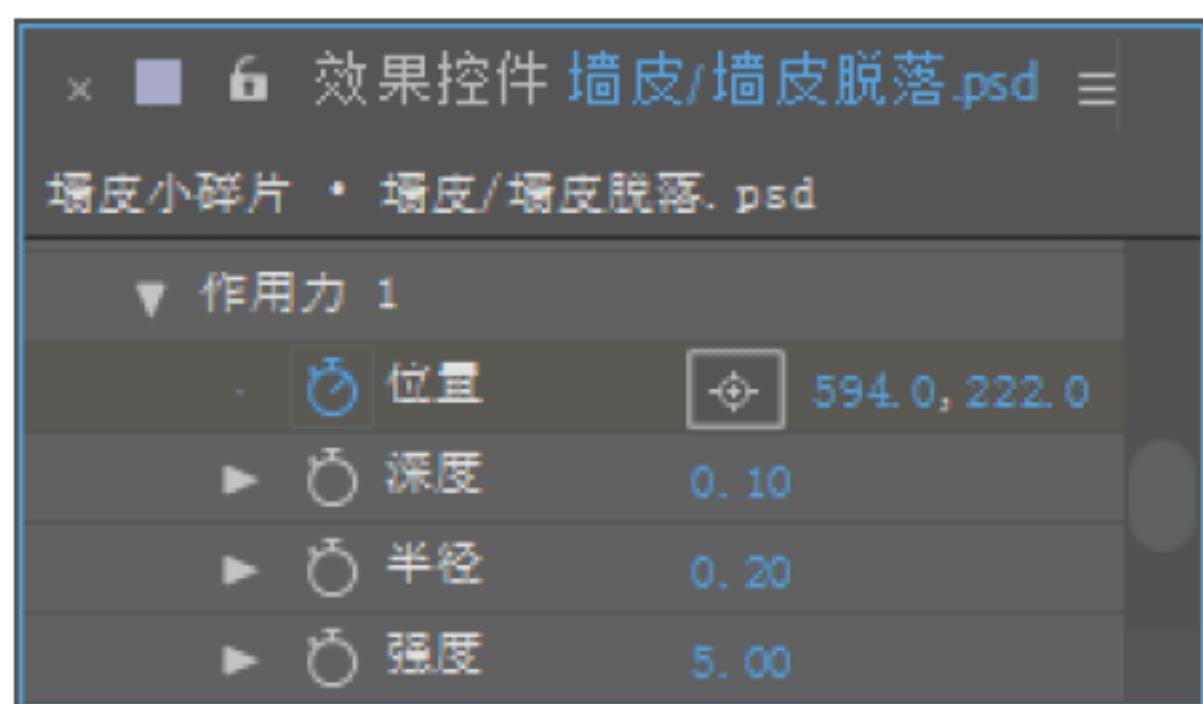 效果控件 墙皮/墙皮脱落.psd
墙皮小碎片 • 墙皮/墙皮脱落.psd
作用力 1
位置 594.0,222.0
深度 0.10
半径 0.20
强度 5.00